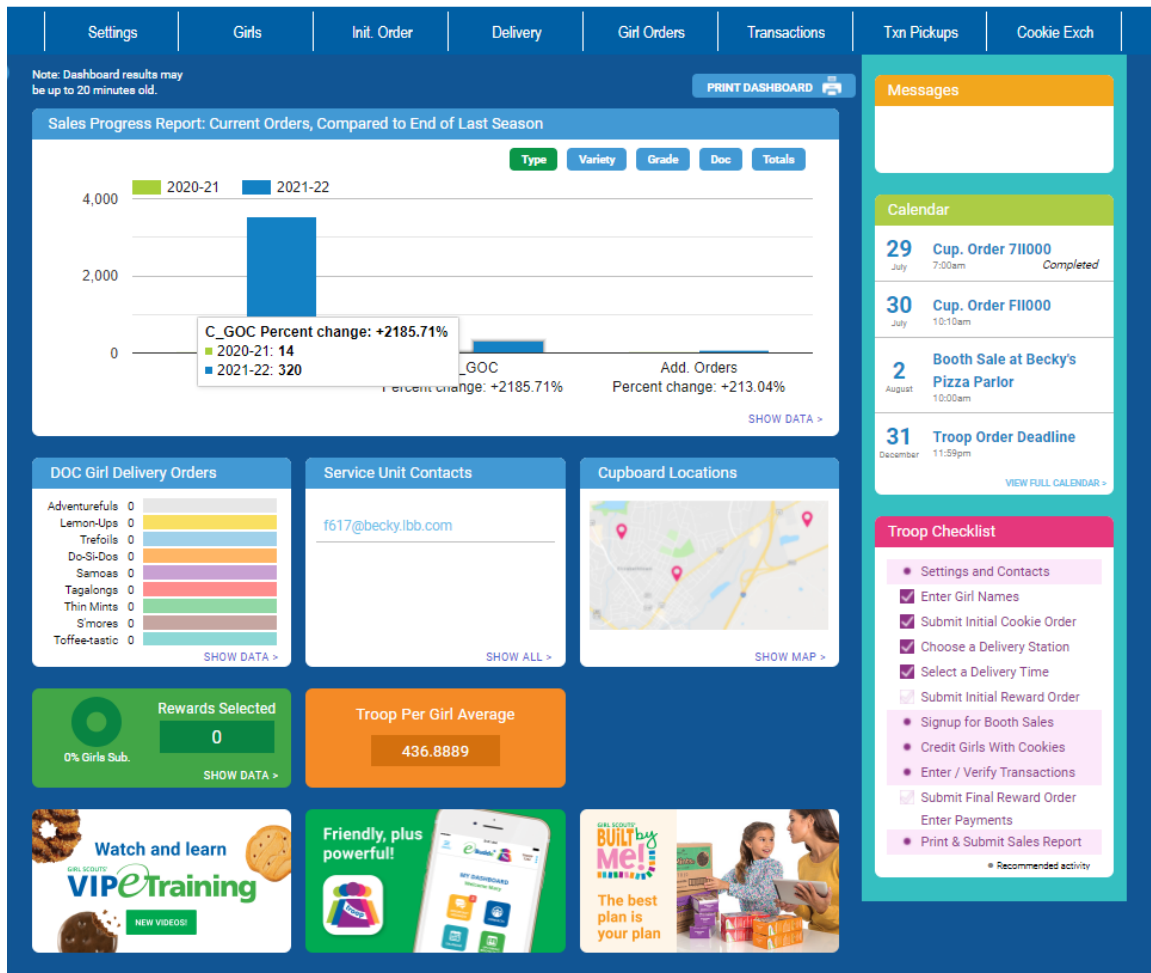 Settings
Girls
Init. Order
Delivery
Girl Orders
Transactions
Txn Pickups
Cookie Exch
Note: Dashboard results may
be up to 20 minutes old.
PRINT DASHBOARD
Sales Progress Report: Current Orders, Compared to End of Last Season
Type
Variety
Grade
Doc
Totals
2020-21
2021-22
4,000
2,000
0
C_GOC Percent change: +2185.71%
2020-21: 14
2021-22: 320
_GOC
Percent change: +2185.71%
Add. Orders
Percent change: +213.04%
SHOW DATA >
DOC Girl Delivery Orders
Adventurefuls 0
Lemon-Ups 0
Trefoils 0
Do-Si-Dos 0
Samoas 0
Tagalongs 0
Thin Mints 0
S'mores 0
Toffee-tastic 0
SHOW DATA >
Service Unit Contacts
f617@becky.lbb.com
SHOW ALL >
Cupboard Locations
SHOW MAP >
Rewards Selected
0
0% Girls Sub.
SHOW DATA >
Troop Per Girl Average
436.8889
Watch and learn
GIRL SCOUTS'
VIP eTraining
NEW VIDEOS!
Friendly, plus
powerful!
MY DASHBOARD
troop
GIRL SCOUTS'
BUILT by
Me!
The best
plan is
your plan
Messages
Calendar
29
July
Cup. Order 7II000
7:00am
Completed
30
July
Cup. Order FII000
10:10am
2
August
Booth Sale at Becky's
Pizza Parlor
10:00am
31
December
Troop Order Deadline
11:59pm
VIEW FULL CALENDAR >
Troop Checklist
Settings and Contacts
Enter Girl Names
Submit Initial Cookie Order
Choose a Delivery Station
Select a Delivery Time
Submit Initial Reward Order
Signup for Booth Sales
Credit Girls With Cookies
Enter / Verify Transactions
Submit Final Reward Order
Enter Payments
Print & Submit Sales Report
Recommended activity